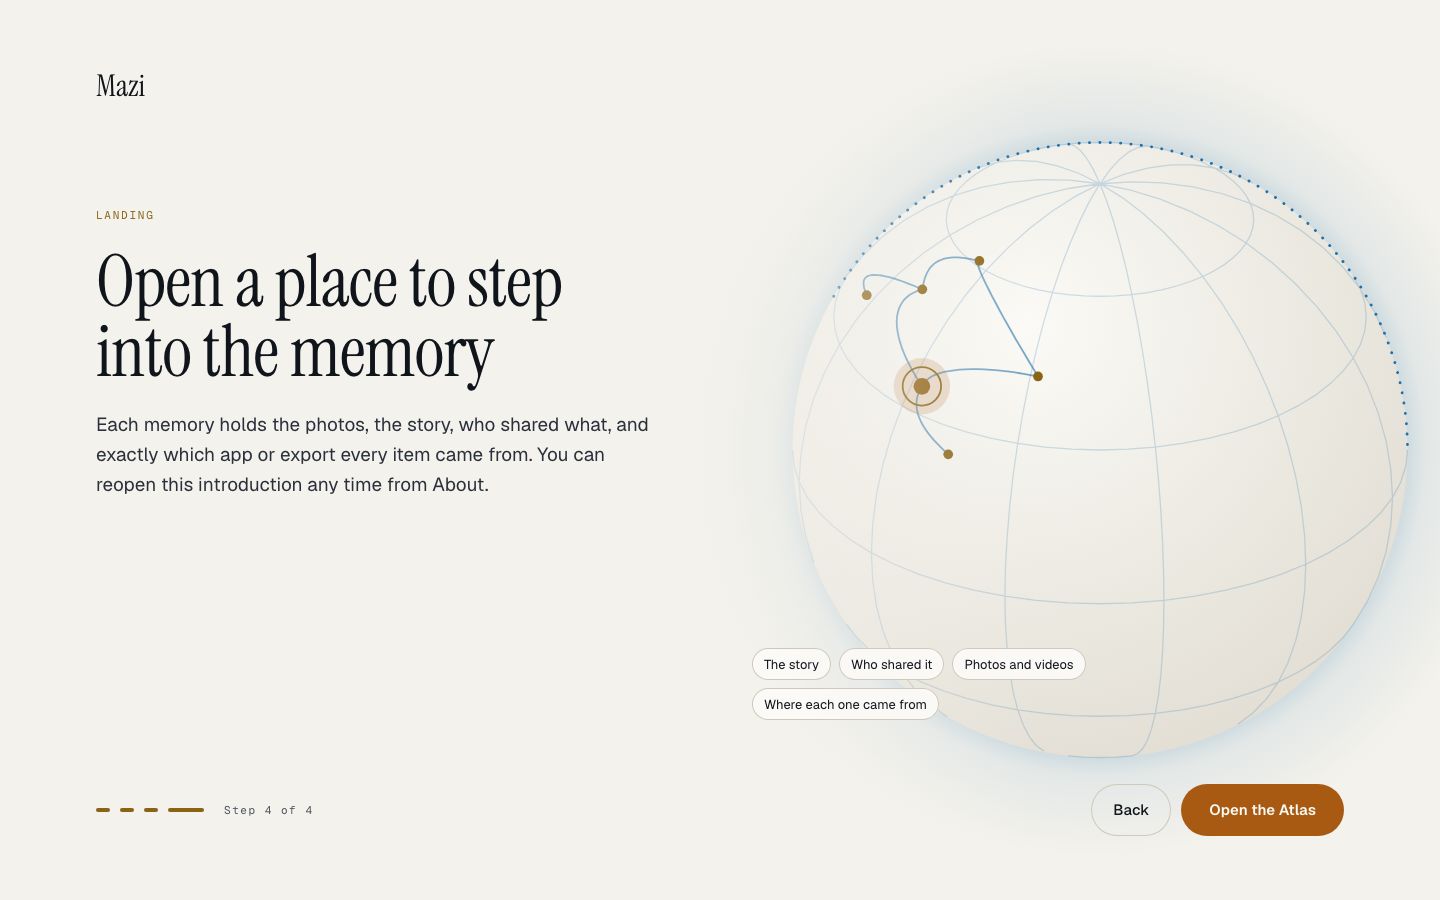 Mazi
LANDING
Open a place to step
into the memory
Each memory holds the photos, the story, who shared what, and
exactly which app or export every item came from. You can
reopen this introduction any time from About.
The story
Who shared it
Photos and videos
Where each one came from
Step 4 of 4
Back
Open the Atlas